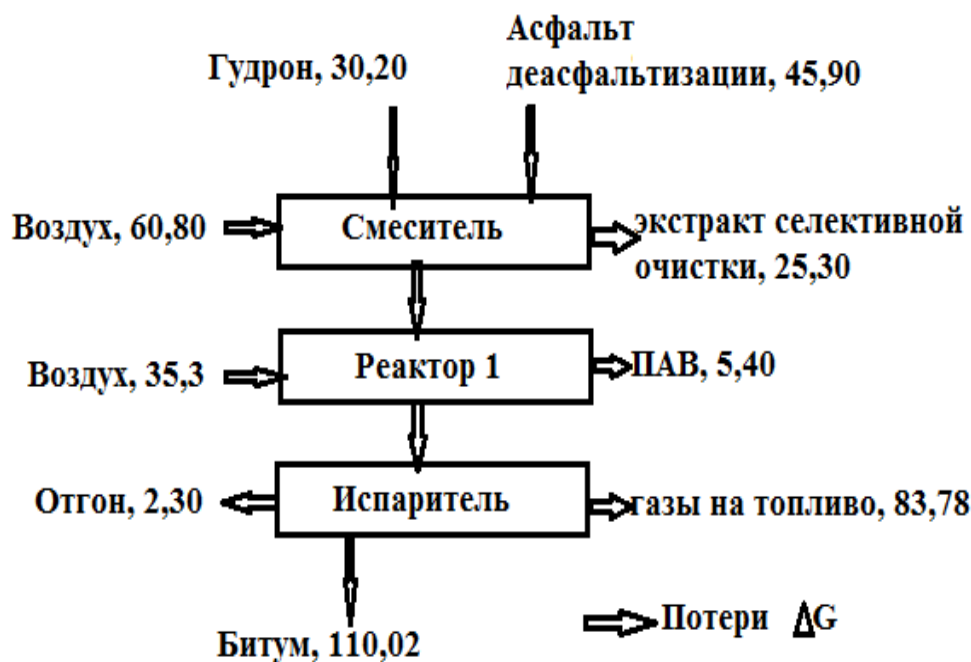 Гудрон, 30,20
Асфальт
деасфальтизации, 45,90
Воздух, 60,80
Смеситель
экстракт селективной
очистки, 25,30
Воздух, 35,3
Реактор 1
ПАВ, 5,40
Отгон, 2,30
Испаритель
газы на топливо, 83,78
Битум, 110,02
Потери ΔG